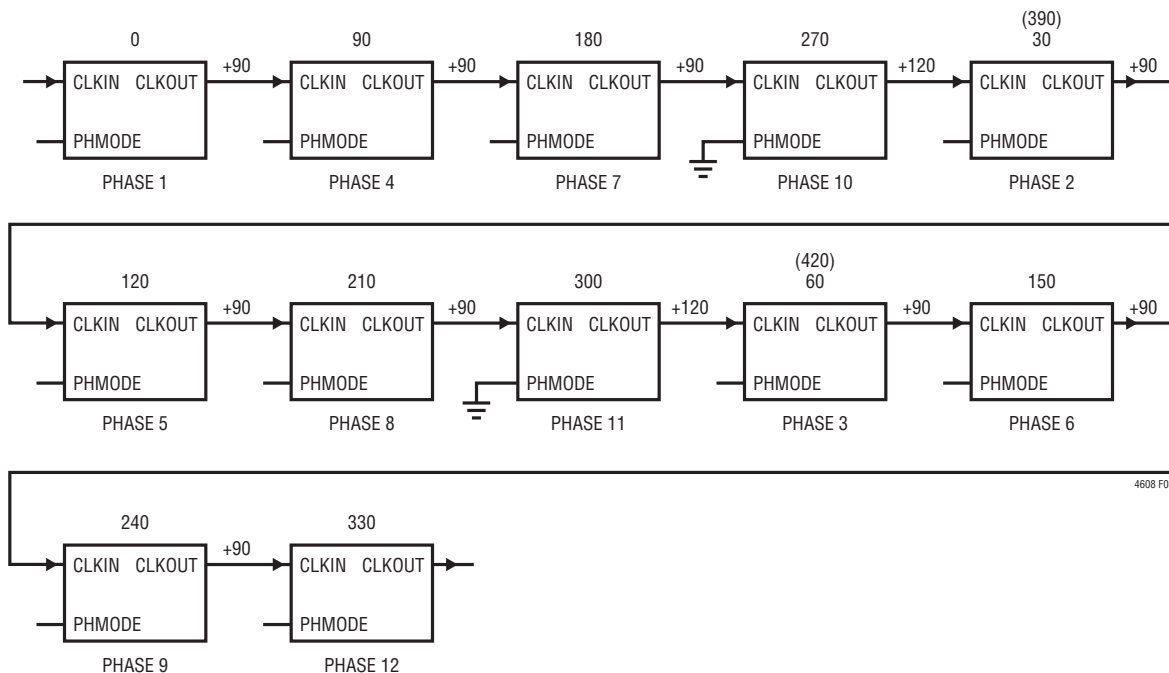 0 90 180 270 (390)
30
+90 +90 +90 +120 +90
CLKIN CLKOUT CLKIN CLKOUT CLKIN CLKOUT CLKIN CLKOUT CLKIN CLKOUT
PHMODE PHMODE PHMODE PHMODE PHMODE
PHASE 1 PHASE 4 PHASE 7 PHASE 10 PHASE 2
(420)
120 210 300 60 150
+90 +90 +120 +90 +90
CLKIN CLKOUT CLKIN CLKOUT CLKIN CLKOUT CLKIN CLKOUT CLKIN CLKOUT
PHMODE PHMODE PHMODE PHMODE PHMODE
PHASE 5 PHASE 8 PHASE 11 PHASE 3 PHASE 6
4608 F0
240 330
+90
CLKIN CLKOUT CLKIN CLKOUT
PHMODE PHMODE
PHASE 9 PHASE 12